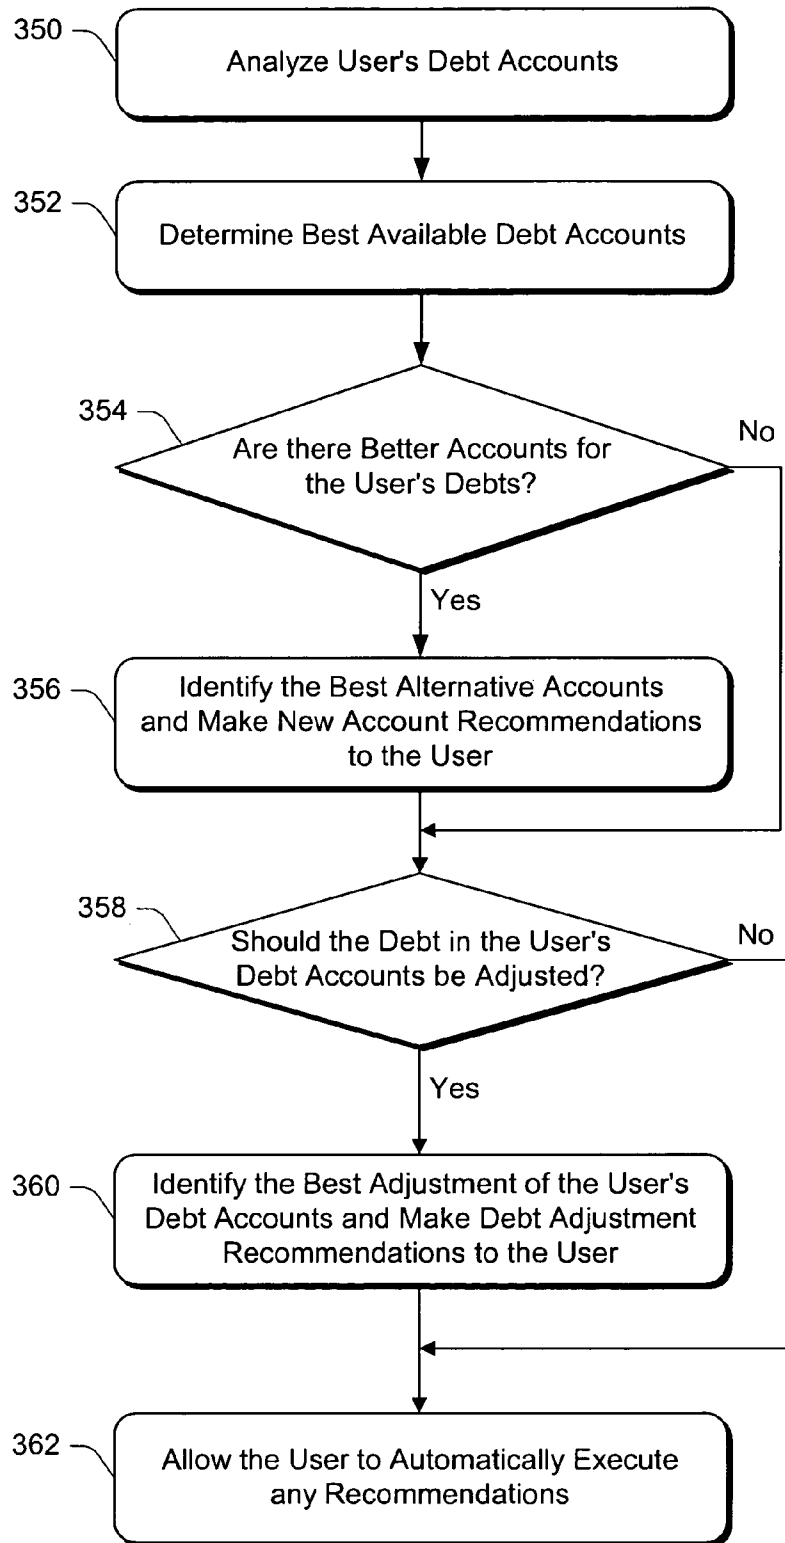 350
Analyze User's Debt Accounts
352
Determine Best Available Debt Accounts
354
Are there Better Accounts for
the User's Debts?
No
Yes
356
Identify the Best Alternative Accounts
and Make New Account Recommendations
to the User
358
Should the Debt in the User's
Debt Accounts be Adjusted?
No
Yes
360
Identify the Best Adjustment of the User's
Debt Accounts and Make Debt Adjustment
Recommendations to the User
362
Allow the User to Automatically Execute
any Recommendations